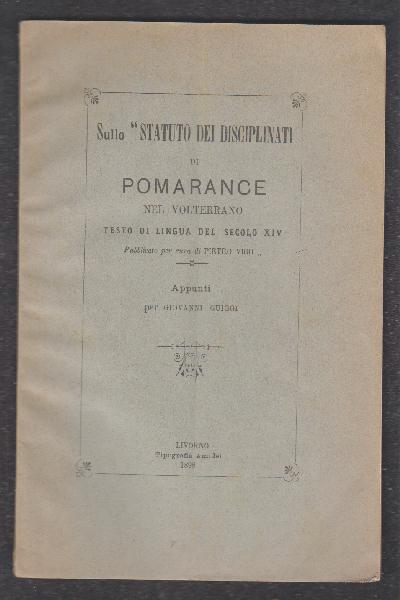 Sullo "STATUTO DEI DISCIPLINATI
DI
POMARANCE
NEL VOLTERRANO
TESTO DI LINGUA DEL SECOLO XIV
Pubblicato per cura di PIETRO VIGO „
Appunti
per GIOVANNI
LIVORNO
Tipografia